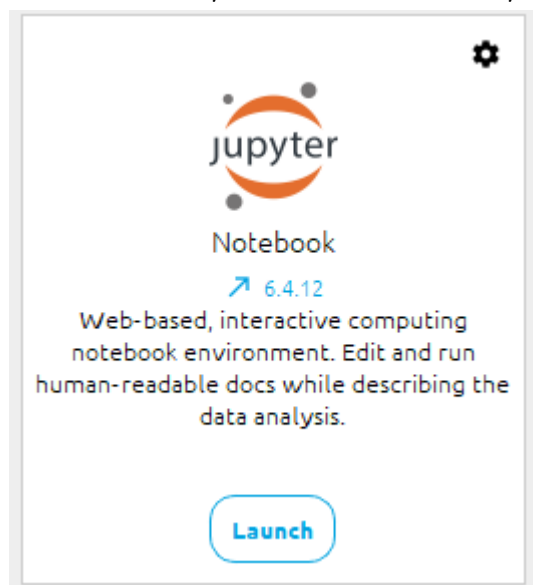 jupyter
Notebook
6.4.12
Web-based, interactive computing
notebook environment. Edit and run
human-readable docs while describing the
data analysis.
Launch